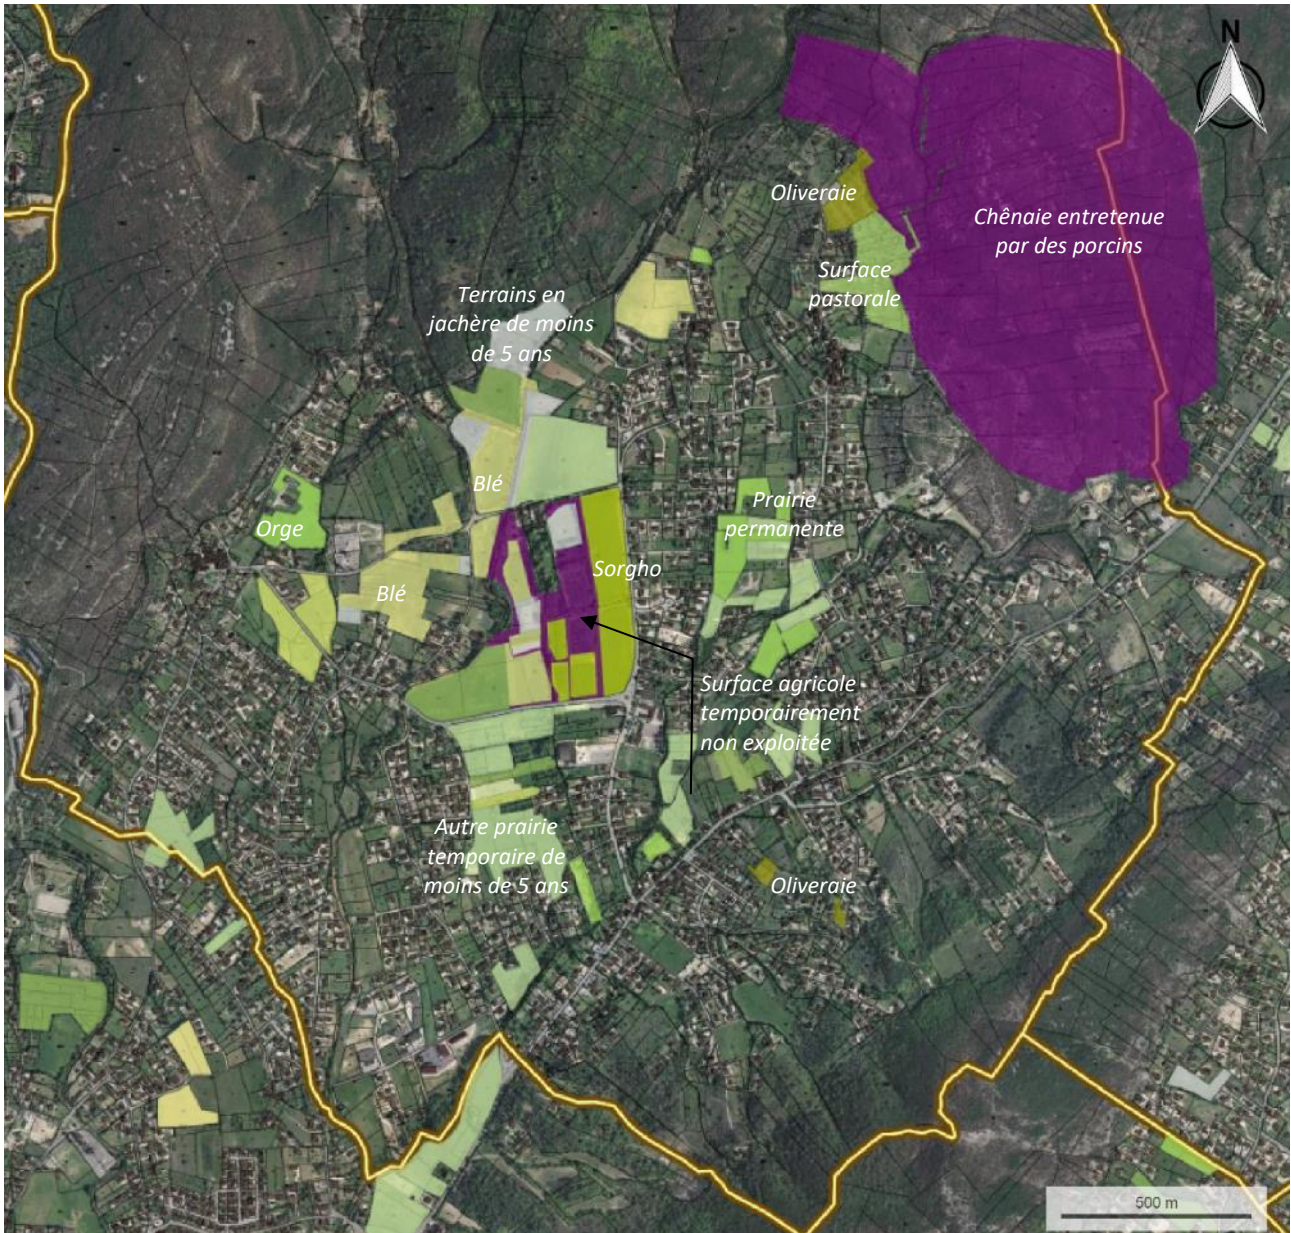 N
Oliveraie
Chênaie entretenue
par des porcins
Surface
pastorale
Terrains en
jachère de moins
de 5 ans
Blé
Prairie
permanente
Orge
Sorgho
Blé
Surface agricole
temporairement
non exploitée
Autre prairie
temporaire de
moins de 5 ans
Oliveraie
500 m